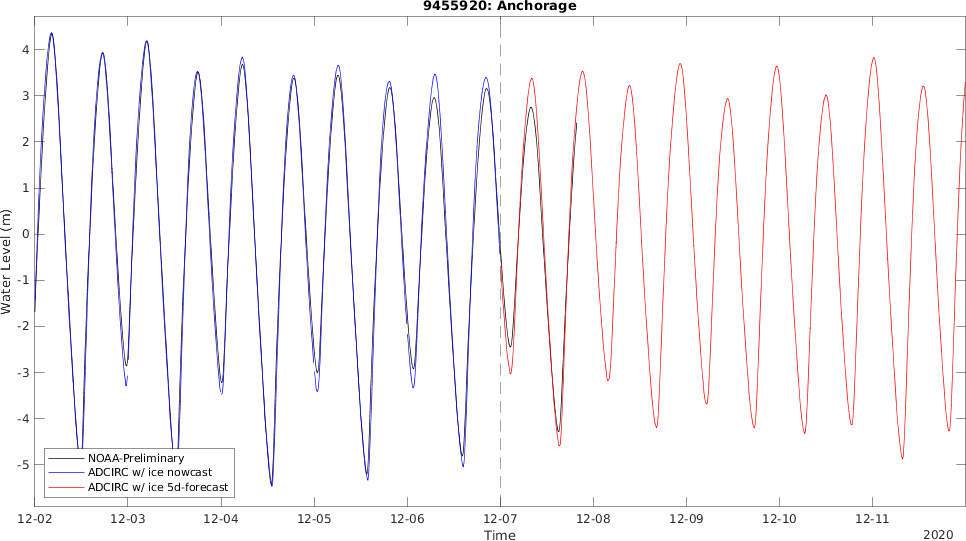 9455920: Anchorage
Water Level (m)
4
3
2
1
0
-1
-2
-3
-4
-5
NOAA-Preliminary
ADCIRC w/ ice nowcast
ADCIRC w/ ice 5d-forecast
12-02 12-03 12-04 12-05 12-06 12-07 12-08 12-09 12-10 12-11
Time
2020